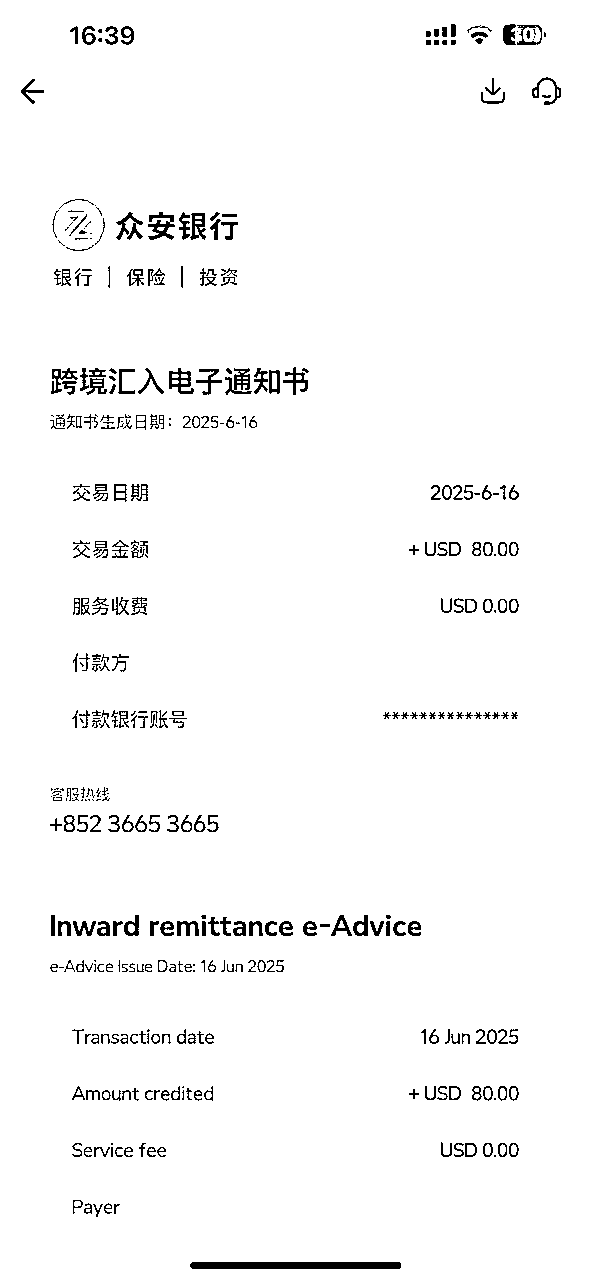 16:39
30
众安银行
银行 | 保险 | 投资
跨境汇入电子通知书
通知书生成日期：2025-6-16
交易日期 2025-6-16
交易金额 + USD 80.00
服务收费 USD 0.00
付款方
付款银行账号 ***************
客服热线
+852 3665 3665
Inward remittance e-Advice
e-Advice Issue Date: 16 Jun 2025
Transaction date 16 Jun 2025
Amount credited + USD 80.00
Service fee USD 0.00
Payer